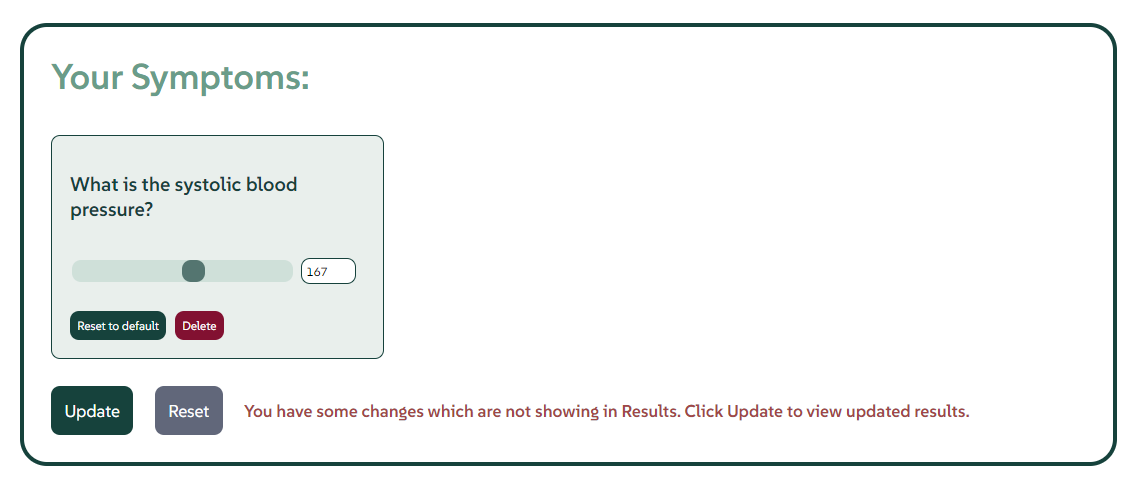 Your Symptoms:
What is the systolic blood
pressure?
167
Reset to default
Delete
Update
Reset
You have some changes which are not showing in Results. Click Update to view updated results.